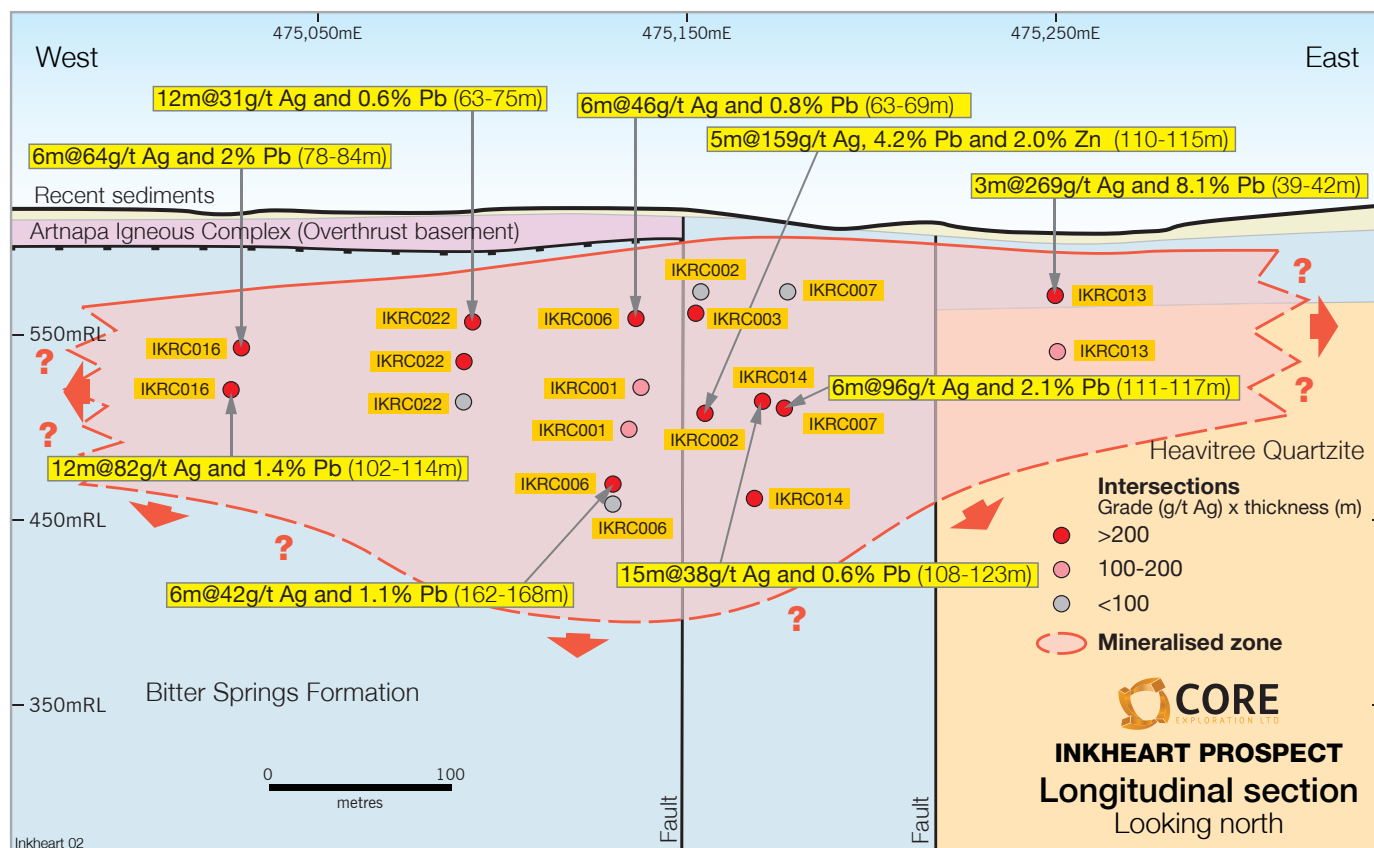 475,050mE
475,150mE
475,250mE
West
East
12m@31g/t Ag and 0.6% Pb (63-75m)
6m@46g/t Ag and 0.8% Pb (63-69m)
5m@159g/t Ag, 4.2% Pb and 2.0% Zn (110-115m)
6m@64g/t Ag and 2% Pb (78-84m)
3m@269g/t Ag and 8.1% Pb (39-42m)
Recent sediments
Artnapa Igneous Complex (Overthrust basement)
IKRC002
IKRC007
IKRC013
IKRC022
IKRC006
IKRC003
550mRL
IKRC016
IKRC013
IKRC022
IKRC016
IKRC001
IKRC014
6m@96g/t Ag and 2.1% Pb (111-117m)
IKRC022
IKRC001
IKRC002
IKRC007
?
?
?
?
12m@82g/t Ag and 1.4% Pb (102-114m)
Heavitree Quartzite
IKRC006
IKRC014
IKRC006
450mRL
?
?
6m@42g/t Ag and 1.1% Pb (162-168m)
15m@38g/t Ag and 0.6% Pb (108-123m)
Intersections
Grade (g/t Ag) x thickness (m)
>200
100-200
<100
Mineralised zone
Bitter Springs Formation
350mRL
CORE
EXPLORATION LTD
INKHEART PROSPECT
Longitudinal section
Looking north
0
100
metres
Fault
Fault
Inkheart 02